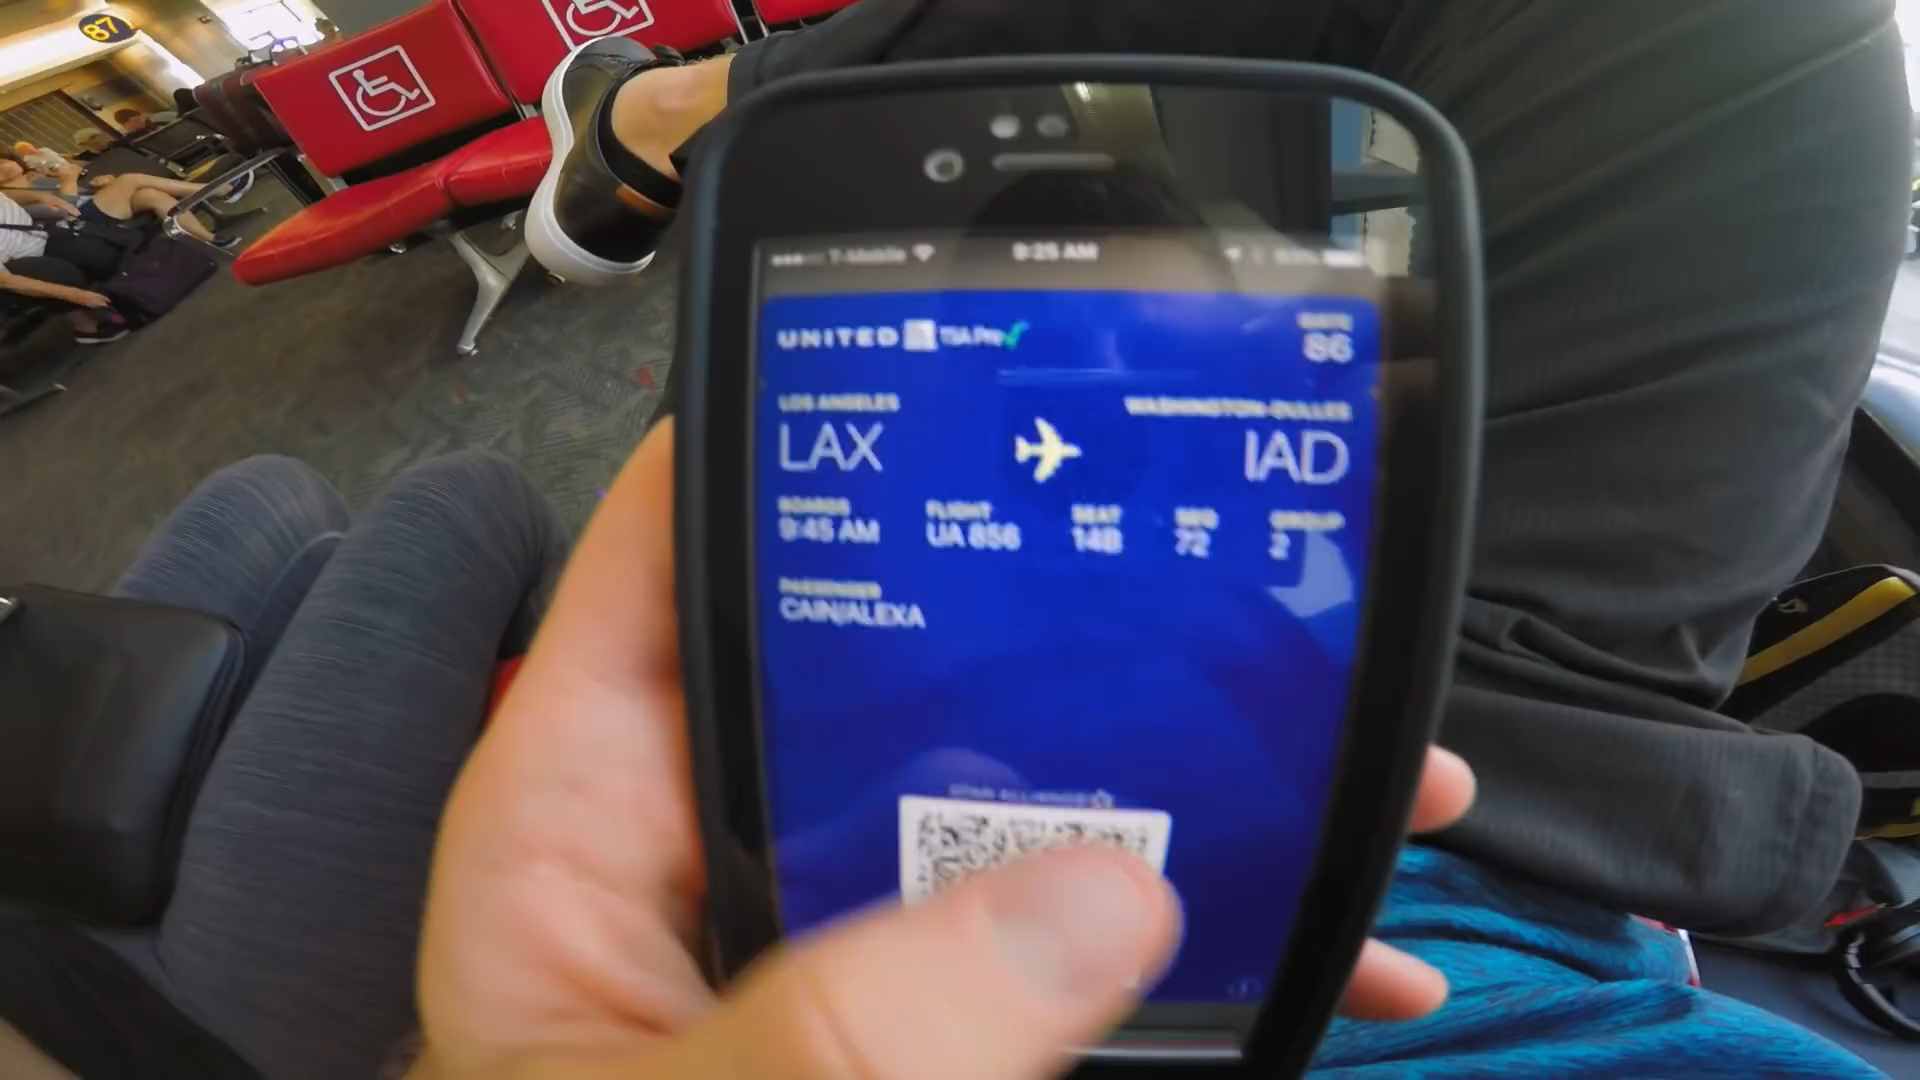 87
T-Mobile 9:25 AM
UNITED TSA Pre✓ GATE
86
LOS ANGELES WASHINGTON-DULLES
LAX IAD
BOARDS FLIGHT SEAT SEQ GROUP
9:45 AM UA 856 14B 72 2
PASSENGER
CAIN/ALEXA
STAR ALLIANCE